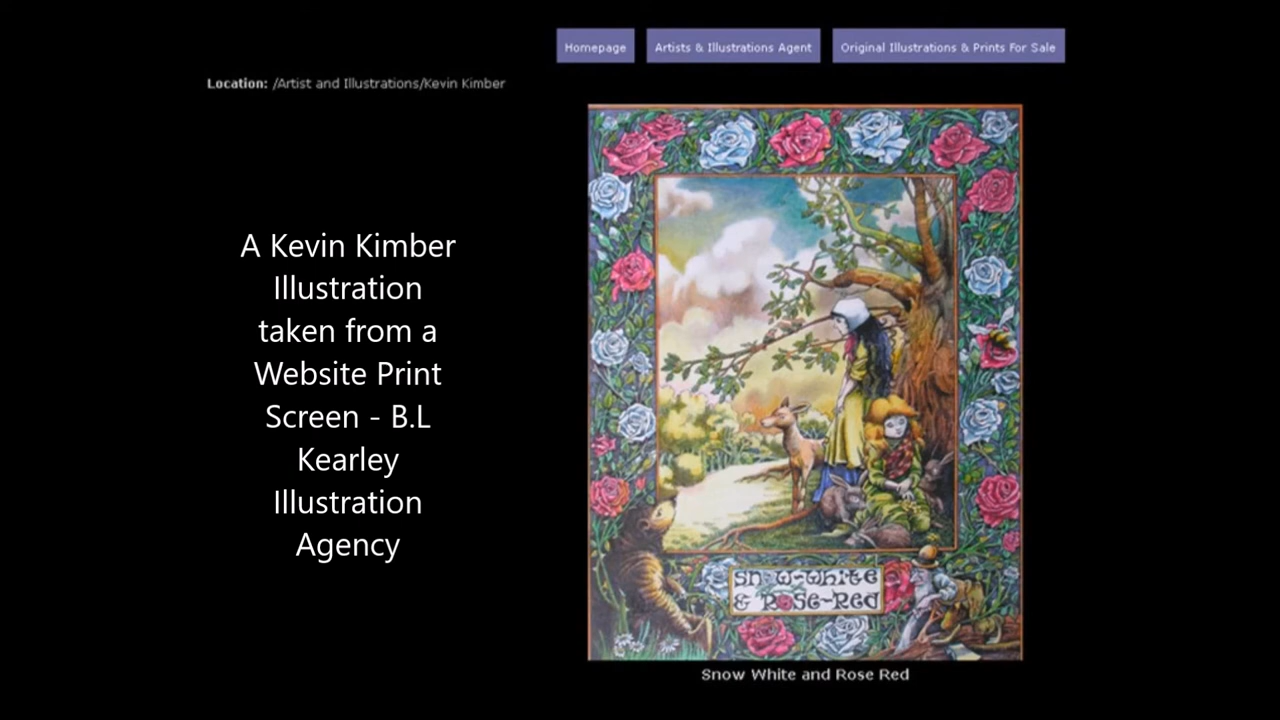 Homepage
Artists & Illustrations Agent
Original Illustrations & Prints For Sale
Location: /Artist and Illustrations/Kevin Kimber
A Kevin Kimber
Illustration
taken from a
Website Print
Screen - B.L
Kearley
Illustration
Agency
Snow-White
& Rose-Red
Snow White and Rose Red